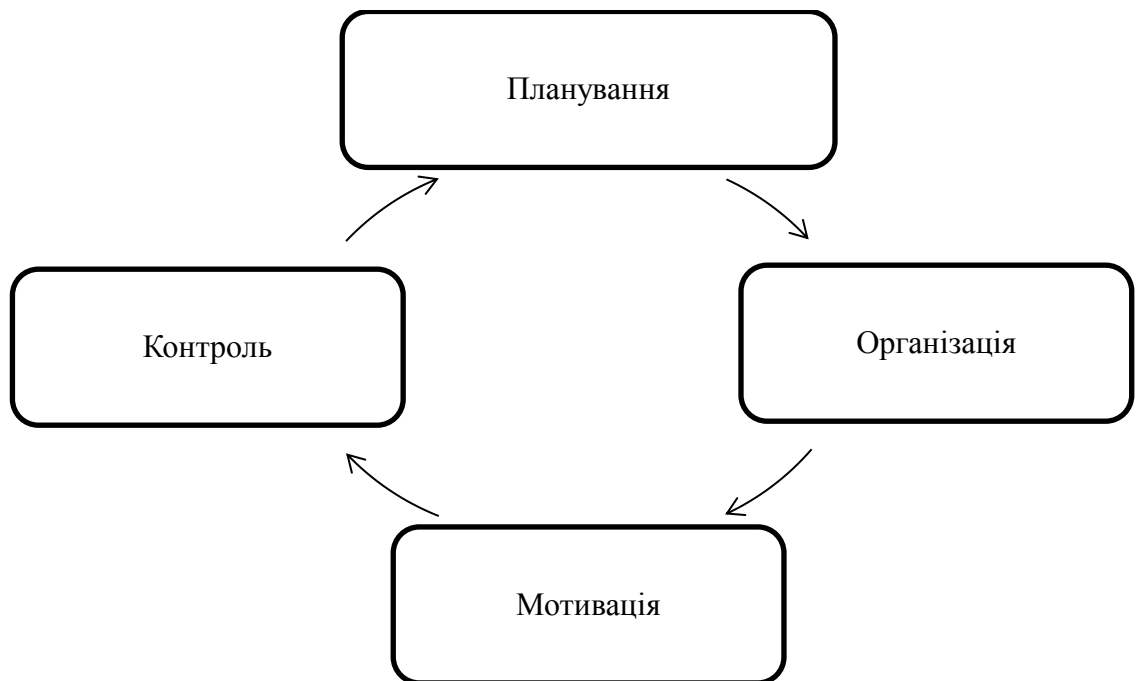 Планування
Контроль
Організація
Мотивація